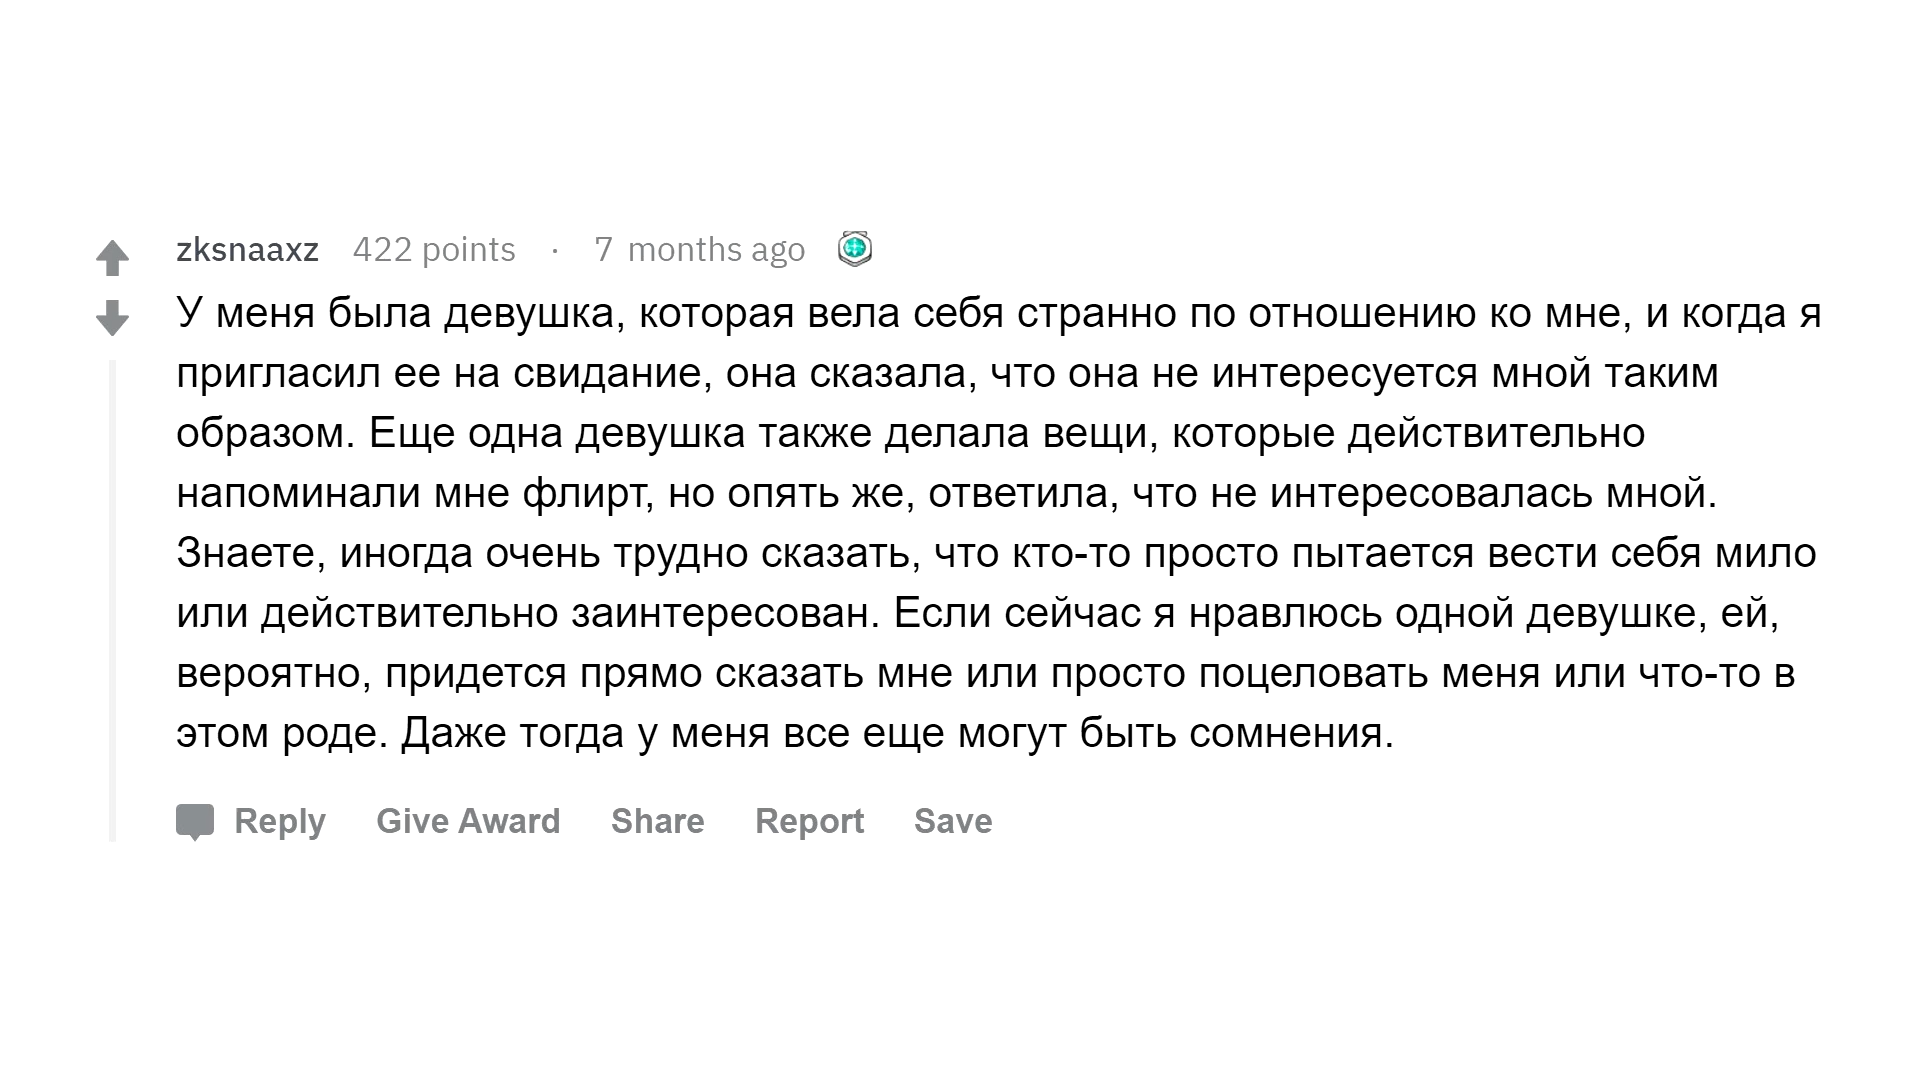 zksnaaxz 422 points · 7 months ago
У меня была девушка, которая вела себя странно по отношению ко мне, и когда я
пригласил ее на свидание, она сказала, что она не интересуется мной таким
образом. Еще одна девушка также делала вещи, которые действительно
напоминали мне флирт, но опять же, ответила, что не интересовалась мной.
Знаете, иногда очень трудно сказать, что кто-то просто пытается вести себя мило
или действительно заинтересован. Если сейчас я нравлюсь одной девушке, ей,
вероятно, придется прямо сказать мне или просто поцеловать меня или что-то в
этом роде. Даже тогда у меня все еще могут быть сомнения.
Reply Give Award Share Report Save